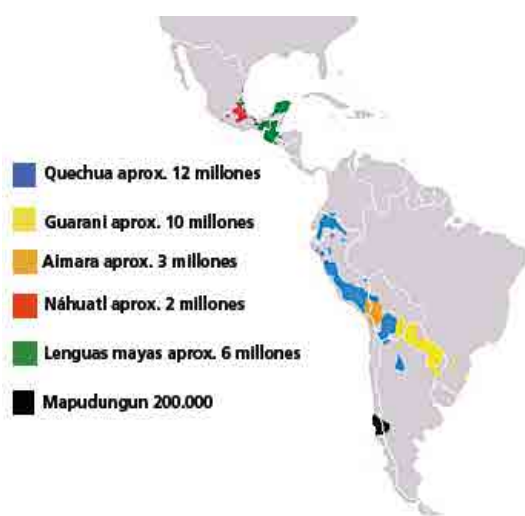 Quechua aprox. 12 millones
Guarani aprox. 10 millones
Aimara aprox. 3 millones
Náhuatl aprox. 2 millones
Lenguas mayas aprox. 6 millones
Mapudungun 200.000